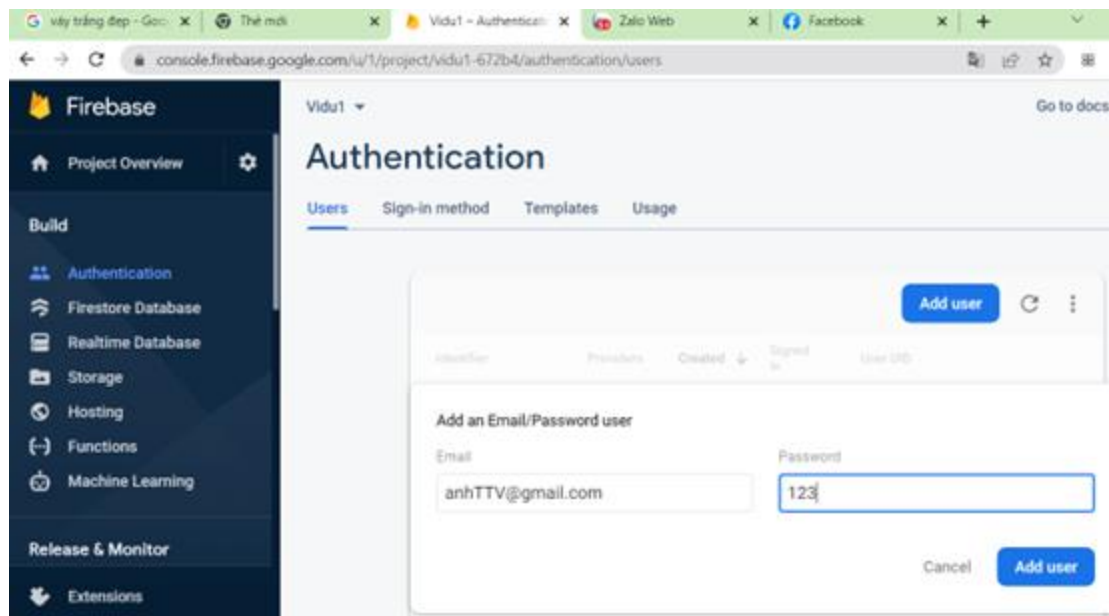 váy trắng đẹp - Goo
Thẻ mới
Vidu1 – Authenticati
Zalo Web
Facebook
console.firebase.google.com/u/1/project/vidu1-672b4/authentication/users
Firebase
Vidu1
Go to docs
Project Overview
Authentication
Users Sign-in method Templates Usage
Build
Authentication
Firestore Database
Realtime Database
Storage
Hosting
Functions
Machine Learning
Release & Monitor
Extensions
Add user
Identifier Providers Created Signed In User UID
Add an Email/Password user
Email Password
anhTTV@gmail.com 123
Cancel Add user